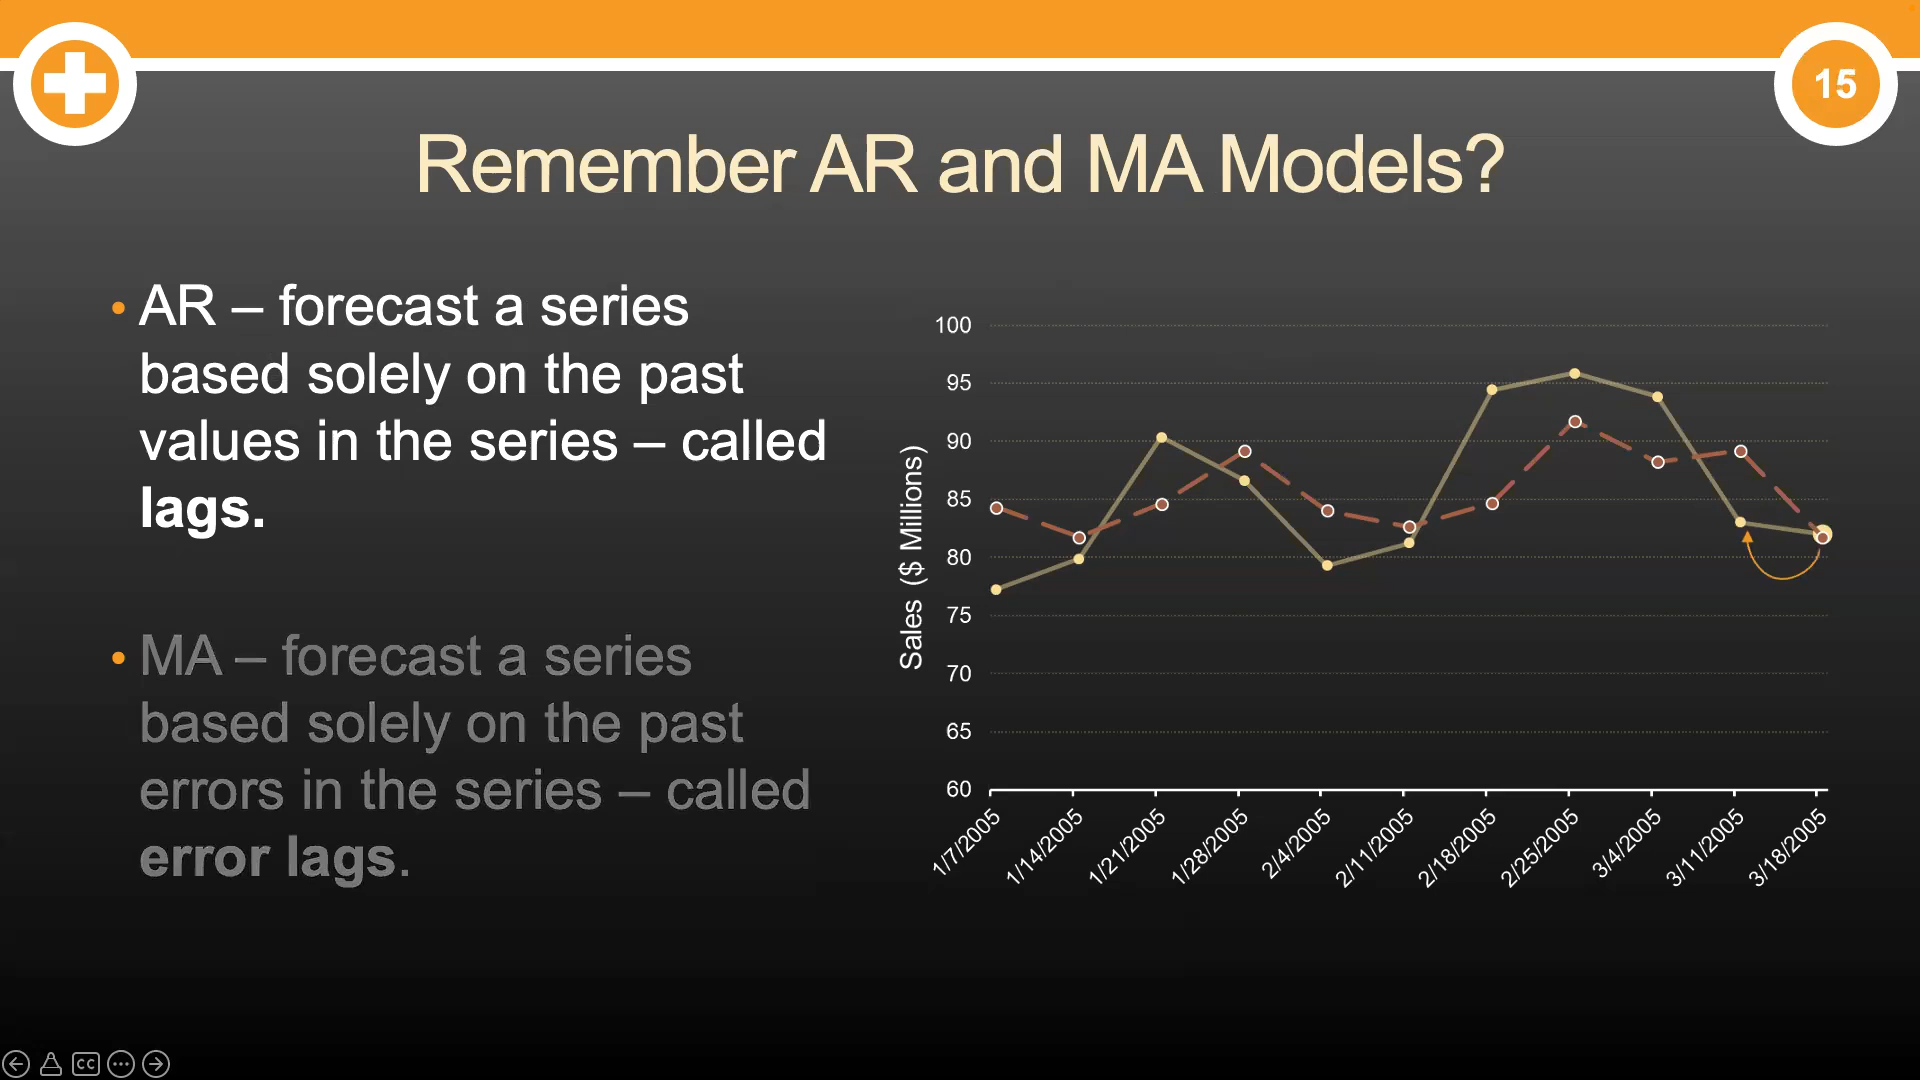 15
Remember AR and MA Models?
• AR – forecast a series
based solely on the past
values in the series – called
lags.
• MA – forecast a series
based solely on the past
errors in the series – called
error lags.
Sales ($ Millions)
100
95
90
85
80
75
70
65
60
1/7/2005
1/14/2005
1/21/2005
1/28/2005
2/4/2005
2/11/2005
2/18/2005
2/25/2005
3/4/2005
3/11/2005
3/18/2005
CC